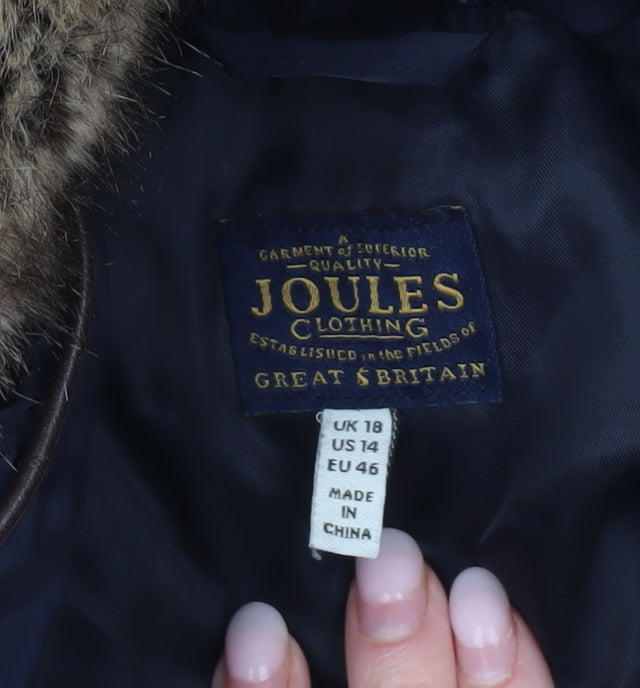 A
GARMENT of SUPERIOR
QUALITY
JOULES
CLOTHING
ESTABLISHED in the FIELDS of
GREAT BRITAIN
UK 18
US 14
EU 46
MADE
IN
CHINA